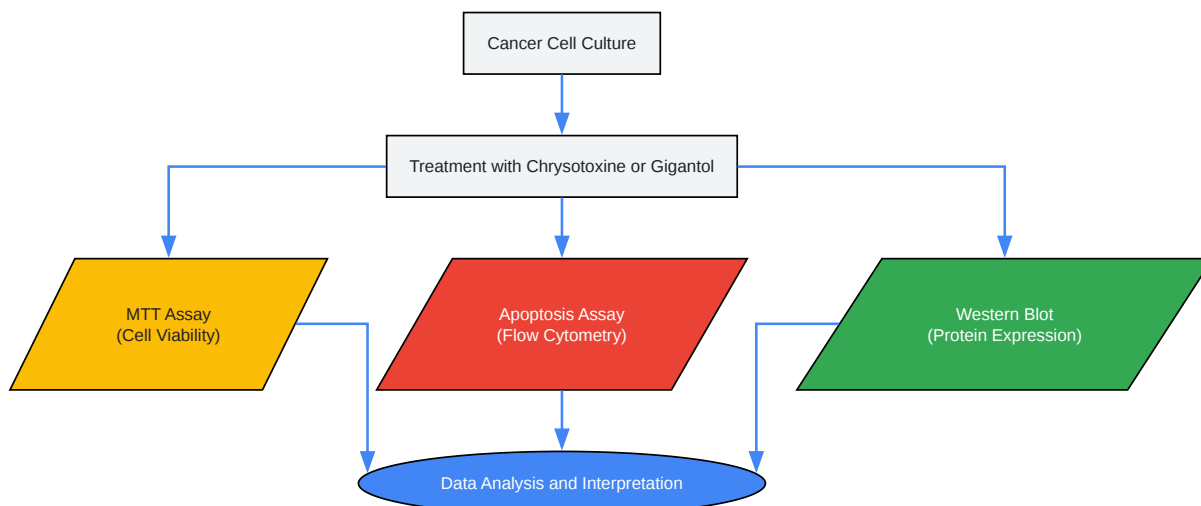 Cancer Cell Culture
Treatment with Chrysotoxine or Gigantol
MTT Assay
(Cell Viability)
Apoptosis Assay
(Flow Cytometry)
Western Blot
(Protein Expression)
Data Analysis and Interpretation